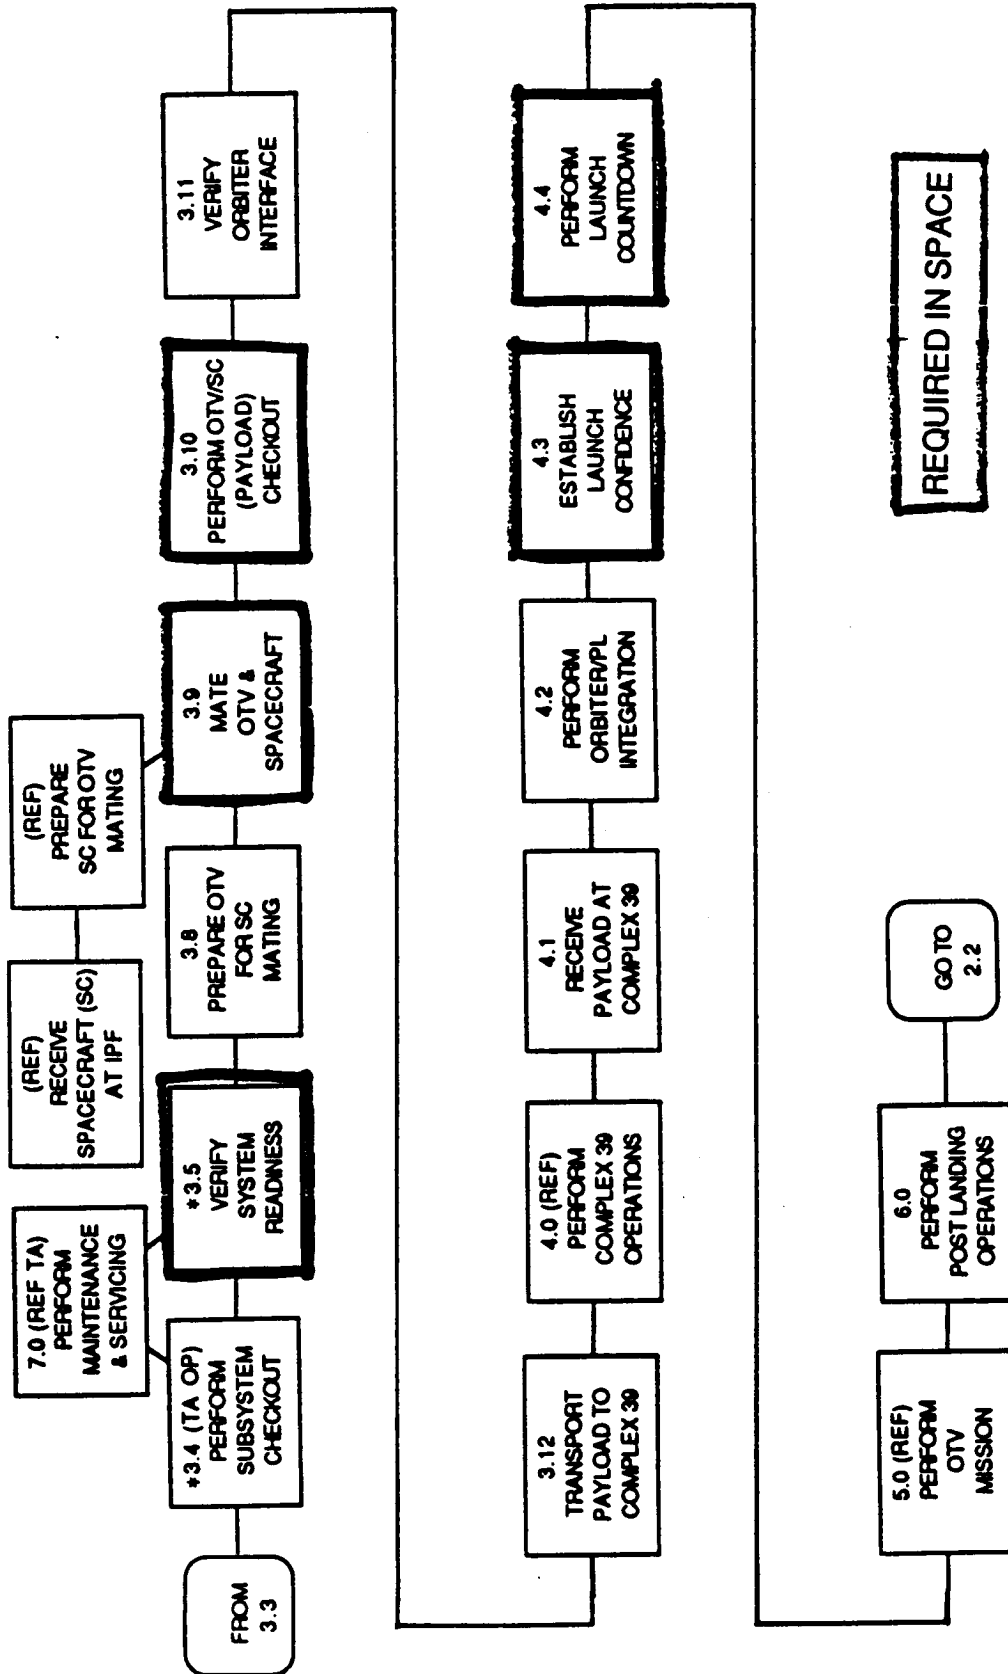 7.0 (REF TA)
PERFORM
MAINTENANCE
& SERVICING
(REF)
RECEIVE
SPACECRAFT (SC)
AT IPF
(REF)
PREPARE
SC FOR OTV
MATING
FROM
3.3
*3.4 (TA OP)
PERFORM
SUBSYSTEM
CHECKOUT
*3.5
VERIFY
SYSTEM
READINESS
3.8
PREPARE OTV
FOR SC
MATING
3.9
MATE
OTV &
SPACECRAFT
3.10
PERFORM OTV/SC
(PAYLOAD)
CHECKOUT
3.11
VERIFY
ORBITER
INTERFACE
3.12
TRANSPORT
PAYLOAD TO
COMPLEX 39
4.0 (REF)
PERFORM
COMPLEX 39
OPERATIONS
4.1
RECEIVE
PAYLOAD AT
COMPLEX 39
4.2
PERFORM
ORBITER/PL
INTEGRATION
4.3
ESTABLISH
LAUNCH
CONFIDENCE
4.4
PERFORM
LAUNCH
COUNTDOWN
5.0 (REF)
PERFORM
OTV
MISSION
6.0
PERFORM
POST LANDING
OPERATIONS
GO TO
2.2
REQUIRED IN SPACE